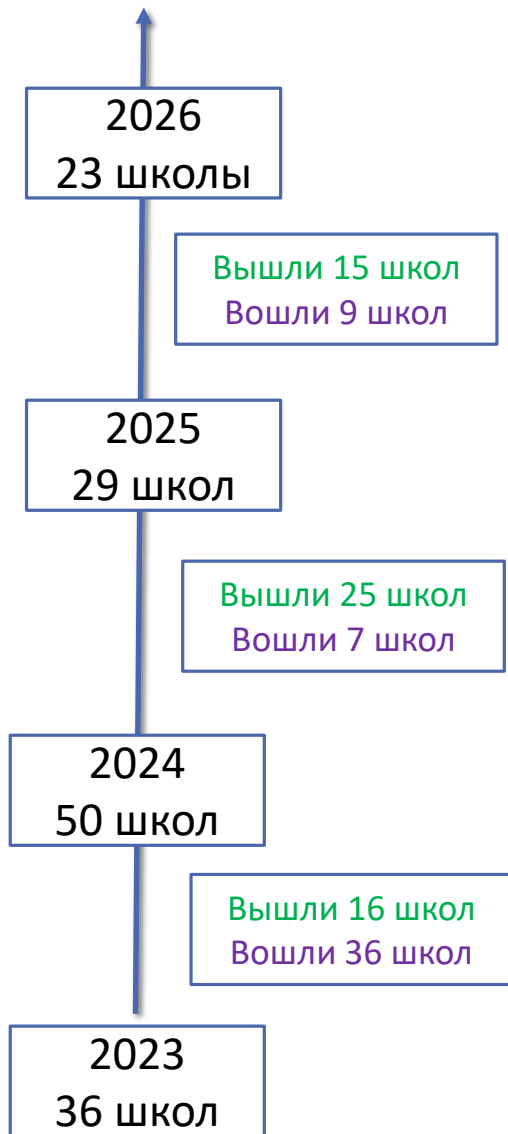 2026
23 школы
Вышли 15 школ
Вошли 9 школ
2025
29 школ
Вышли 25 школ
Вошли 7 школ
2024
50 школ
Вышли 16 школ
Вошли 36 школ
2023
36 школ